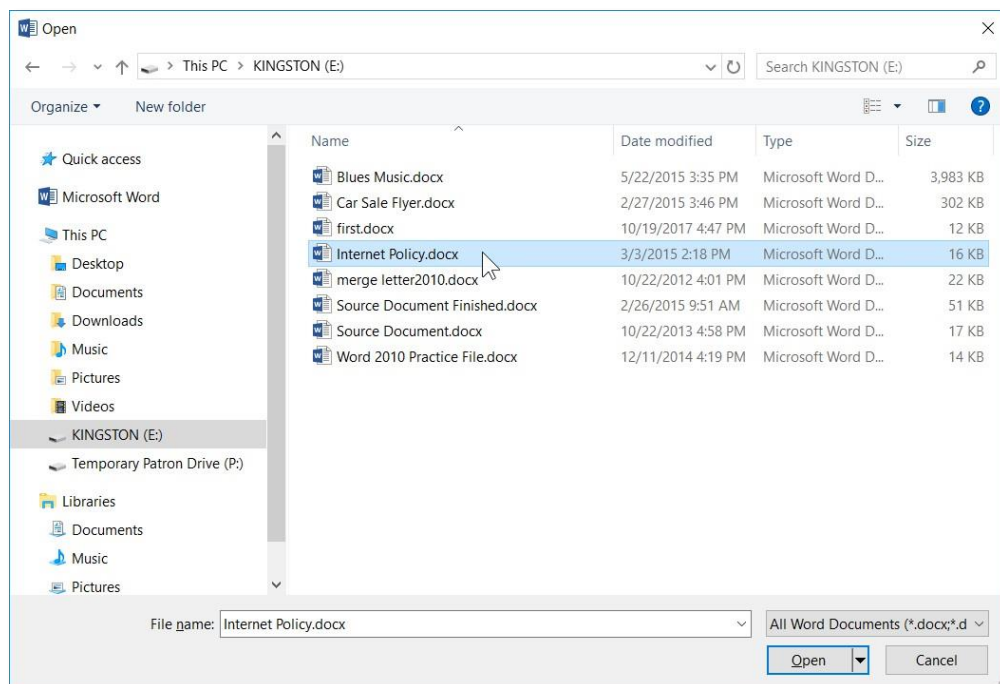 Open
This PC > KINGSTON (E:)
Search KINGSTON (E:)
Organize
New folder
Quick access
Microsoft Word
This PC
Desktop
Documents
Downloads
Music
Pictures
Videos
KINGSTON (E:)
Temporary Patron Drive (P:)
Libraries
Documents
Music
Pictures
Name Date modified Type Size
Blues Music.docx 5/22/2015 3:35 PM Microsoft Word D... 3,983 KB
Car Sale Flyer.docx 2/27/2015 3:46 PM Microsoft Word D... 302 KB
first.docx 10/19/2017 4:47 PM Microsoft Word D... 12 KB
Internet Policy.docx 3/3/2015 2:18 PM Microsoft Word D... 16 KB
merge letter2010.docx 10/22/2012 4:01 PM Microsoft Word D... 22 KB
Source Document Finished.docx 2/26/2015 9:51 AM Microsoft Word D... 51 KB
Source Document.docx 10/22/2013 4:58 PM Microsoft Word D... 17 KB
Word 2010 Practice File.docx 12/11/2014 4:19 PM Microsoft Word D... 14 KB
File name: Internet Policy.docx
All Word Documents (*.docx;*.d
Open
Cancel